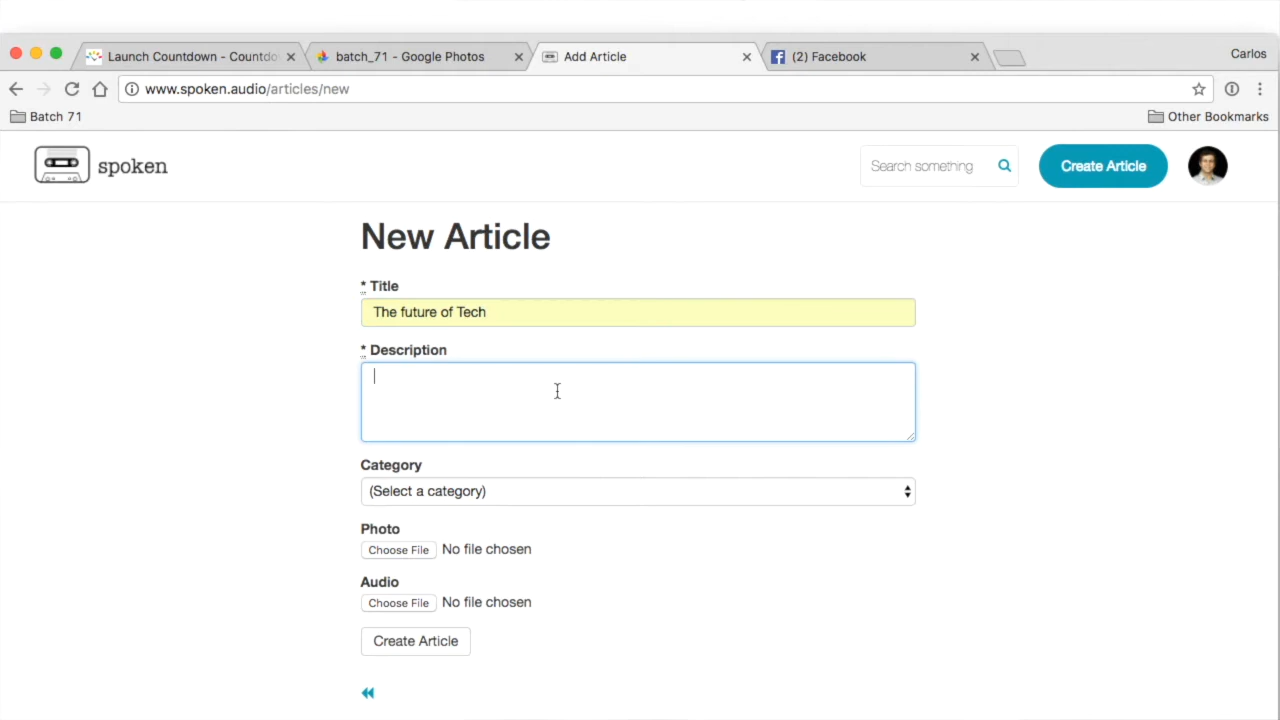 Launch Countdown - Countdo
batch_71 - Google Photos
Add Article
(2) Facebook
Carlos
www.spoken.audio/articles/new
Batch 71
Other Bookmarks
spoken
Search something
Create Article
New Article
* Title
The future of Tech
* Description
Category
(Select a category)
Photo
Choose File No file chosen
Audio
Choose File No file chosen
Create Article